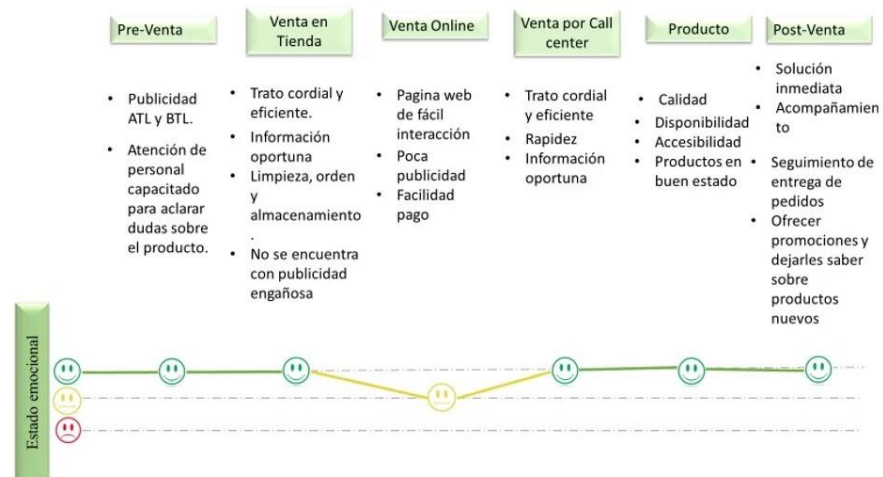 Pre-Venta
Venta en
Tienda
Venta Online
Venta por Call
center
Producto
Post-Venta
• Publicidad
ATL y BTL.
• Atención de
personal
capacitado
para aclarar
dudas sobre
el producto.
• Trato cordial y
eficiente.
• Información
oportuna
• Limpieza, orden
y
almacenamiento
.
• No se encuentra
con publicidad
engañosa
• Pagina web
de fácil
interacción
• Poca
publicidad
• Facilidad
pago
• Trato cordial
y eficiente
• Rapidez
• Información
oportuna
• Calidad
• Disponibilidad
• Accesibilidad
• Productos en
buen estado
• Solución
inmediata
• Acompañamien
to
• Seguimiento de
entrega de
pedidos
• Ofrecer
promociones y
dejarles saber
sobre
productos
nuevos
Estado emocional